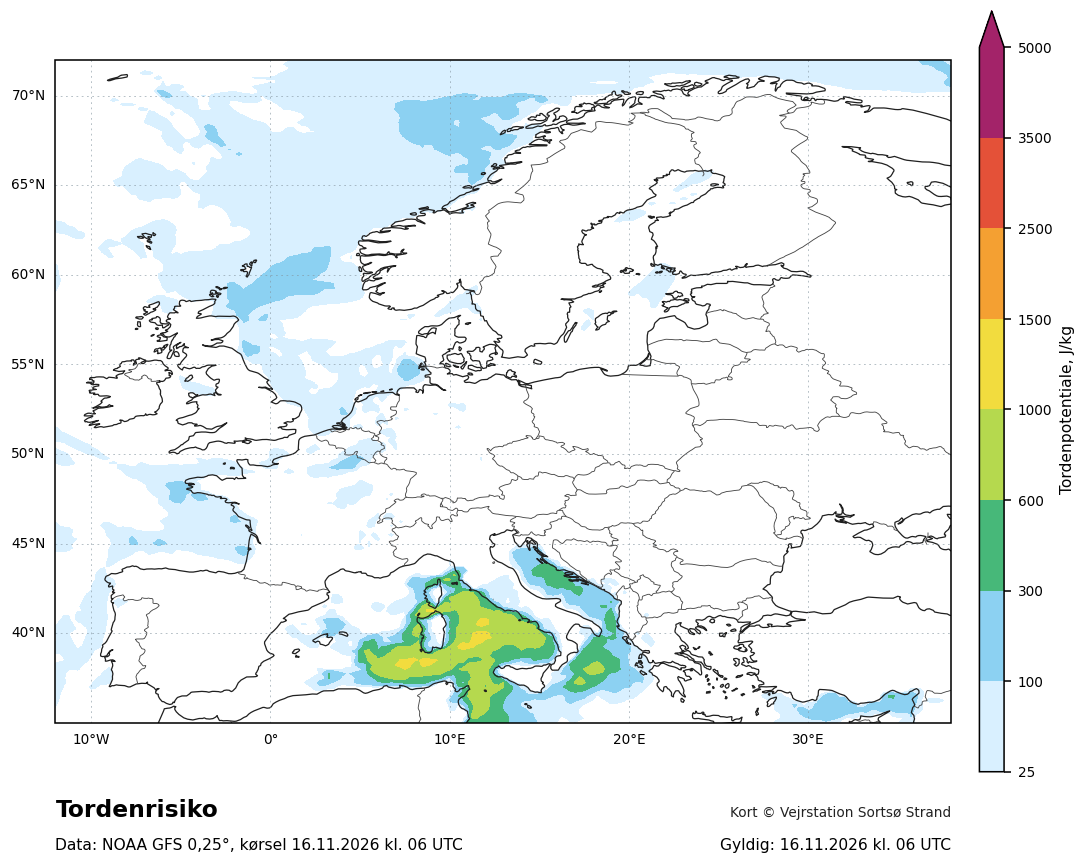 5000
3500
2500
1500
1000
600
300
100
25
Tordenpotentiale, J/kg
70°N
65°N
60°N
55°N
50°N
45°N
40°N
10°W
0°
10°E
20°E
30°E
Tordenrisiko
Kort © Vejrstation Sortsø Strand
Data: NOAA GFS 0,25°, kørsel 16.11.2026 kl. 06 UTC
Gyldig: 16.11.2026 kl. 06 UTC